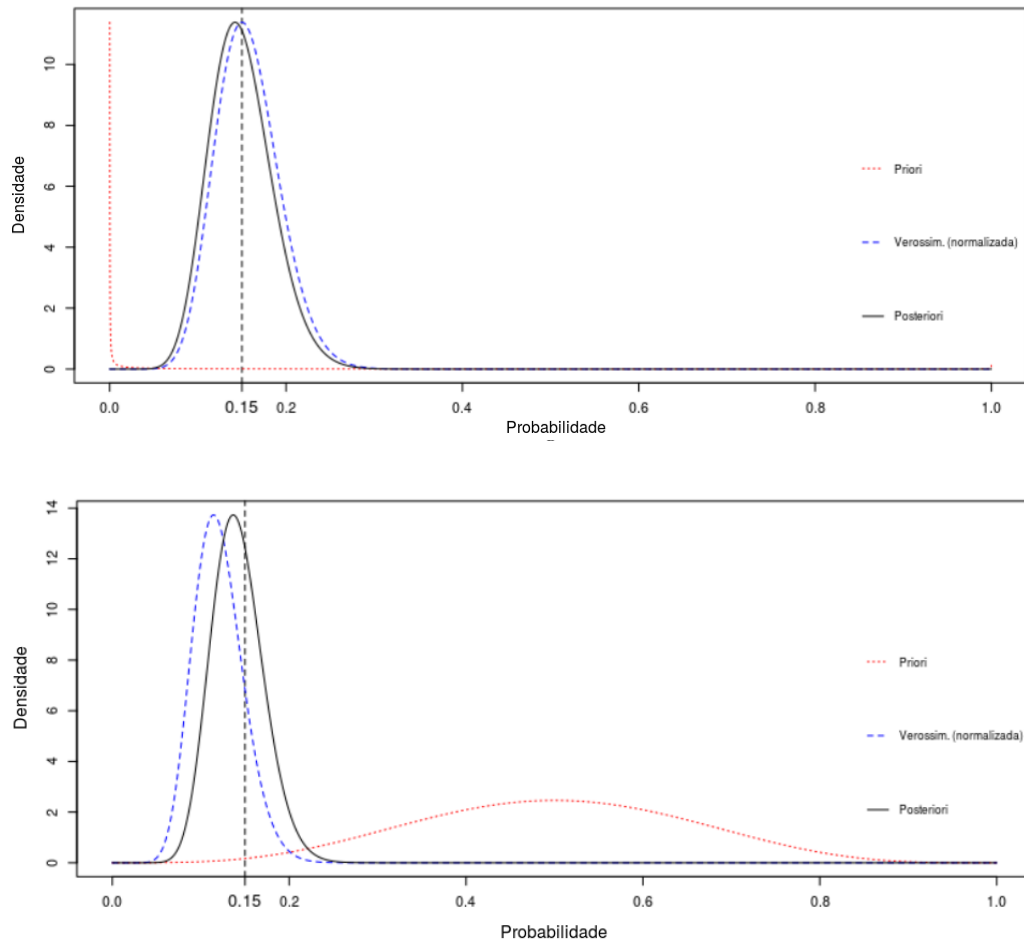 Densidade
10
8
6
4
2
0
Priori
Verossim. (normalizada)
Posteriori
0.0 0.15 0.2 0.4 0.6 0.8 1.0
Probabilidade
Densidade
14
12
10
8
6
4
2
0
Priori
Verossim. (normalizada)
Posteriori
0.0 0.15 0.2 0.4 0.6 0.8 1.0
Probabilidade